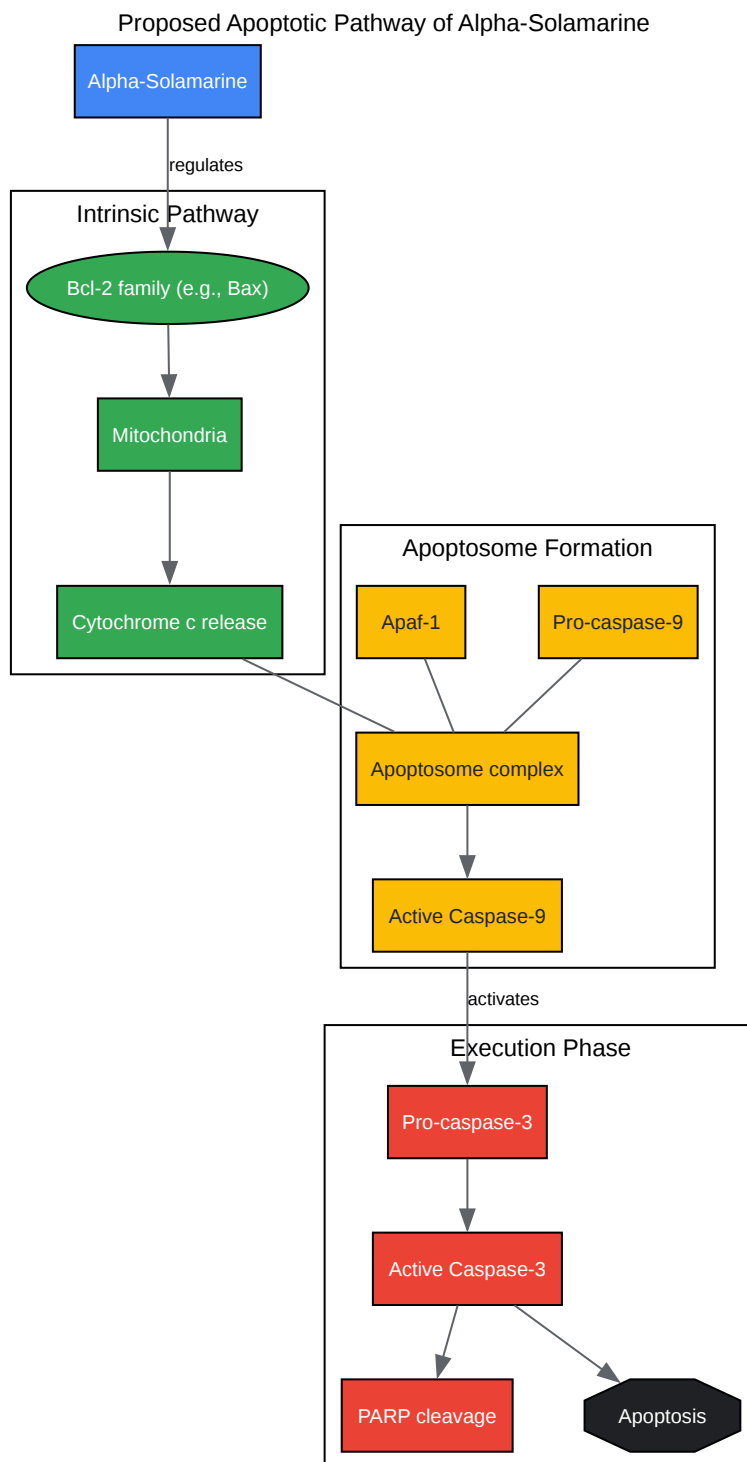 Proposed Apoptotic Pathway of Alpha-Solamarine
Alpha-Solamarine
regulates
Intrinsic Pathway
Bcl-2 family (e.g., Bax)
Mitochondria
Cytochrome c release
Apoptosome Formation
Apaf-1
Pro-caspase-9
Apoptosome complex
Active Caspase-9
activates
Execution Phase
Pro-caspase-3
Active Caspase-3
PARP cleavage
Apoptosis